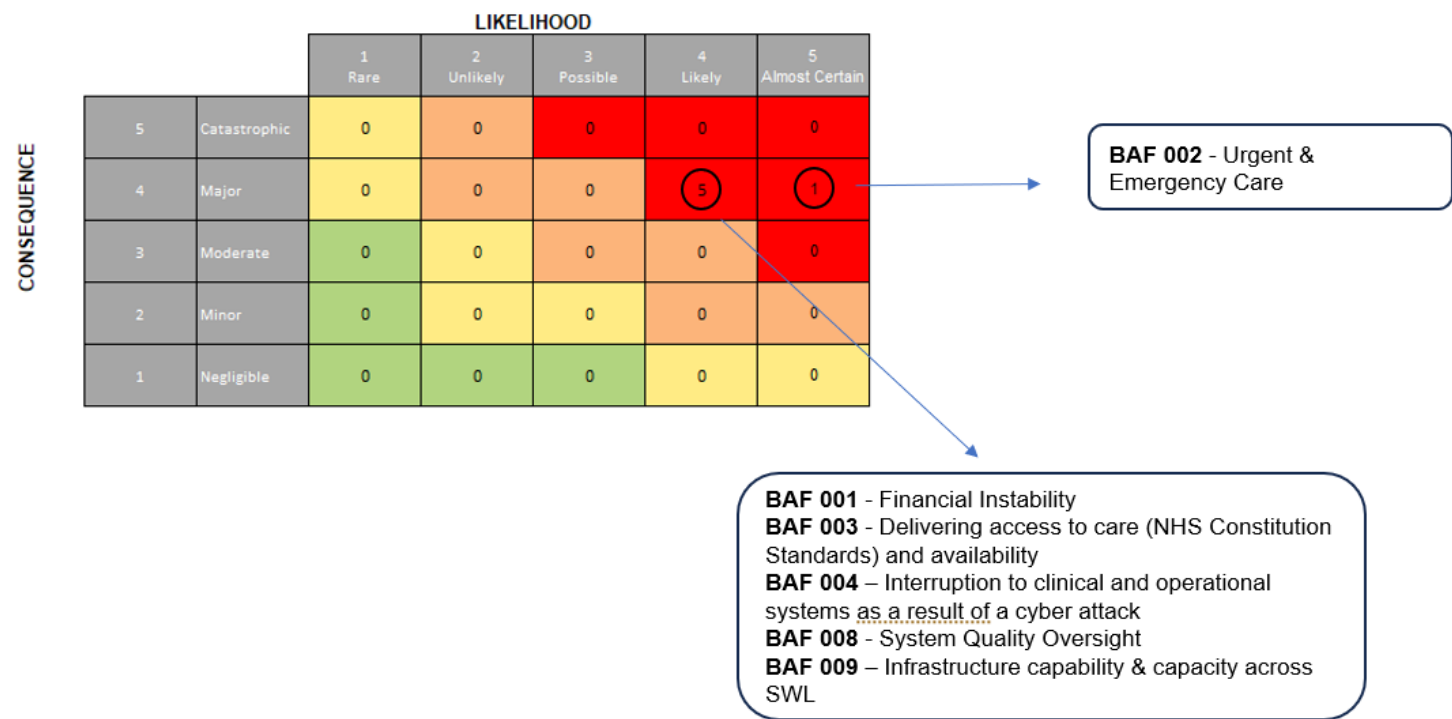 LIKELIHOOD
1 2 3 4 5
Rare Unlikely Possible Likely Almost Certain
CONSEQUENCE
5 Catastrophic 0 0 0 0 0
4 Major 0 0 0 5 1
3 Moderate 0 0 0 0 0
2 Minor 0 0 0 0 0
1 Negligible 0 0 0 0 0
BAF 002 - Urgent &
Emergency Care
BAF 001 - Financial Instability
BAF 003 - Delivering access to care (NHS Constitution
Standards) and availability
BAF 004 – Interruption to clinical and operational
systems as a result of a cyber attack
BAF 008 - System Quality Oversight
BAF 009 – Infrastructure capability & capacity across
SWL